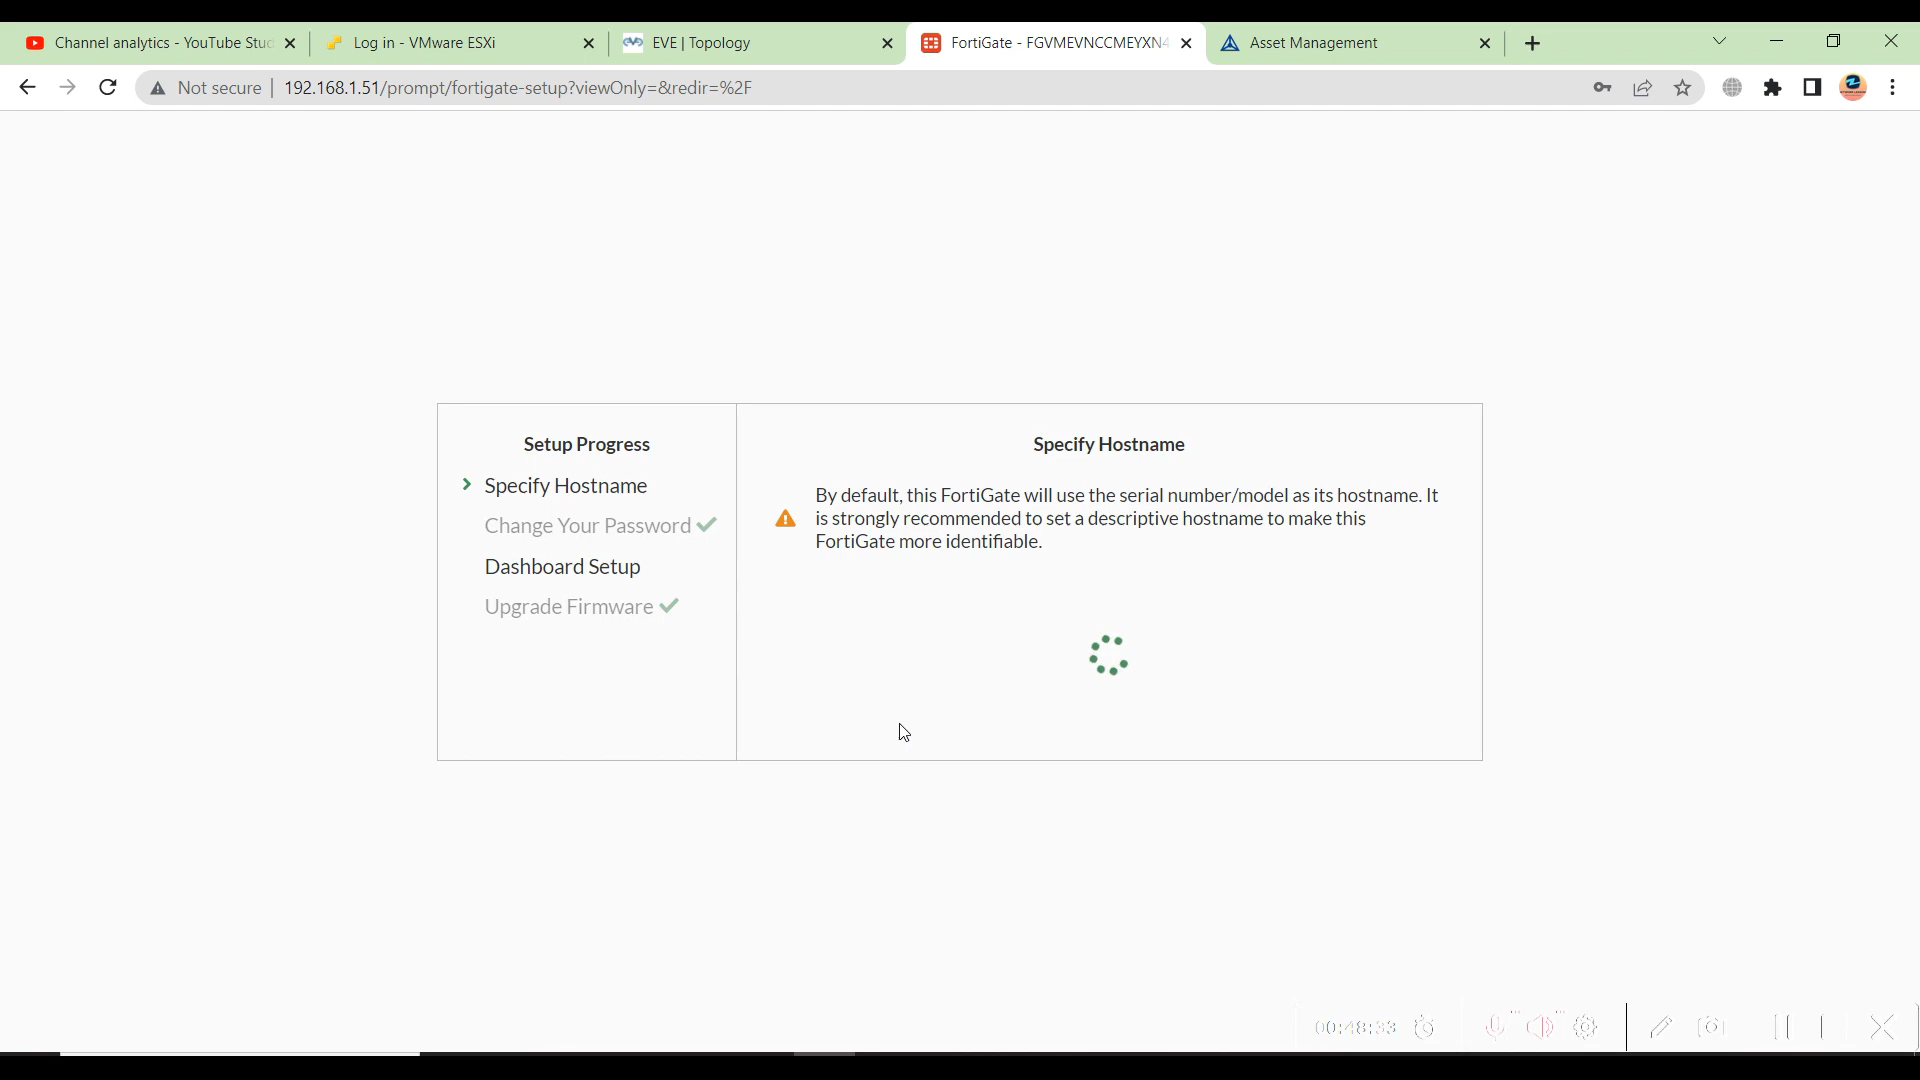 Channel analytics - YouTube Stud
Log in - VMware ESXi
EVE | Topology
FortiGate - FGVMEVNCCMEYXN4
Asset Management
Not secure
192.168.1.51/prompt/fortigate-setup?viewOnly=&redir=%2F
Setup Progress
Specify Hostname
Change Your Password
Dashboard Setup
Upgrade Firmware
Specify Hostname
By default, this FortiGate will use the serial number/model as its hostname. It
is strongly recommended to set a descriptive hostname to make this
FortiGate more identifiable.
00:48:33